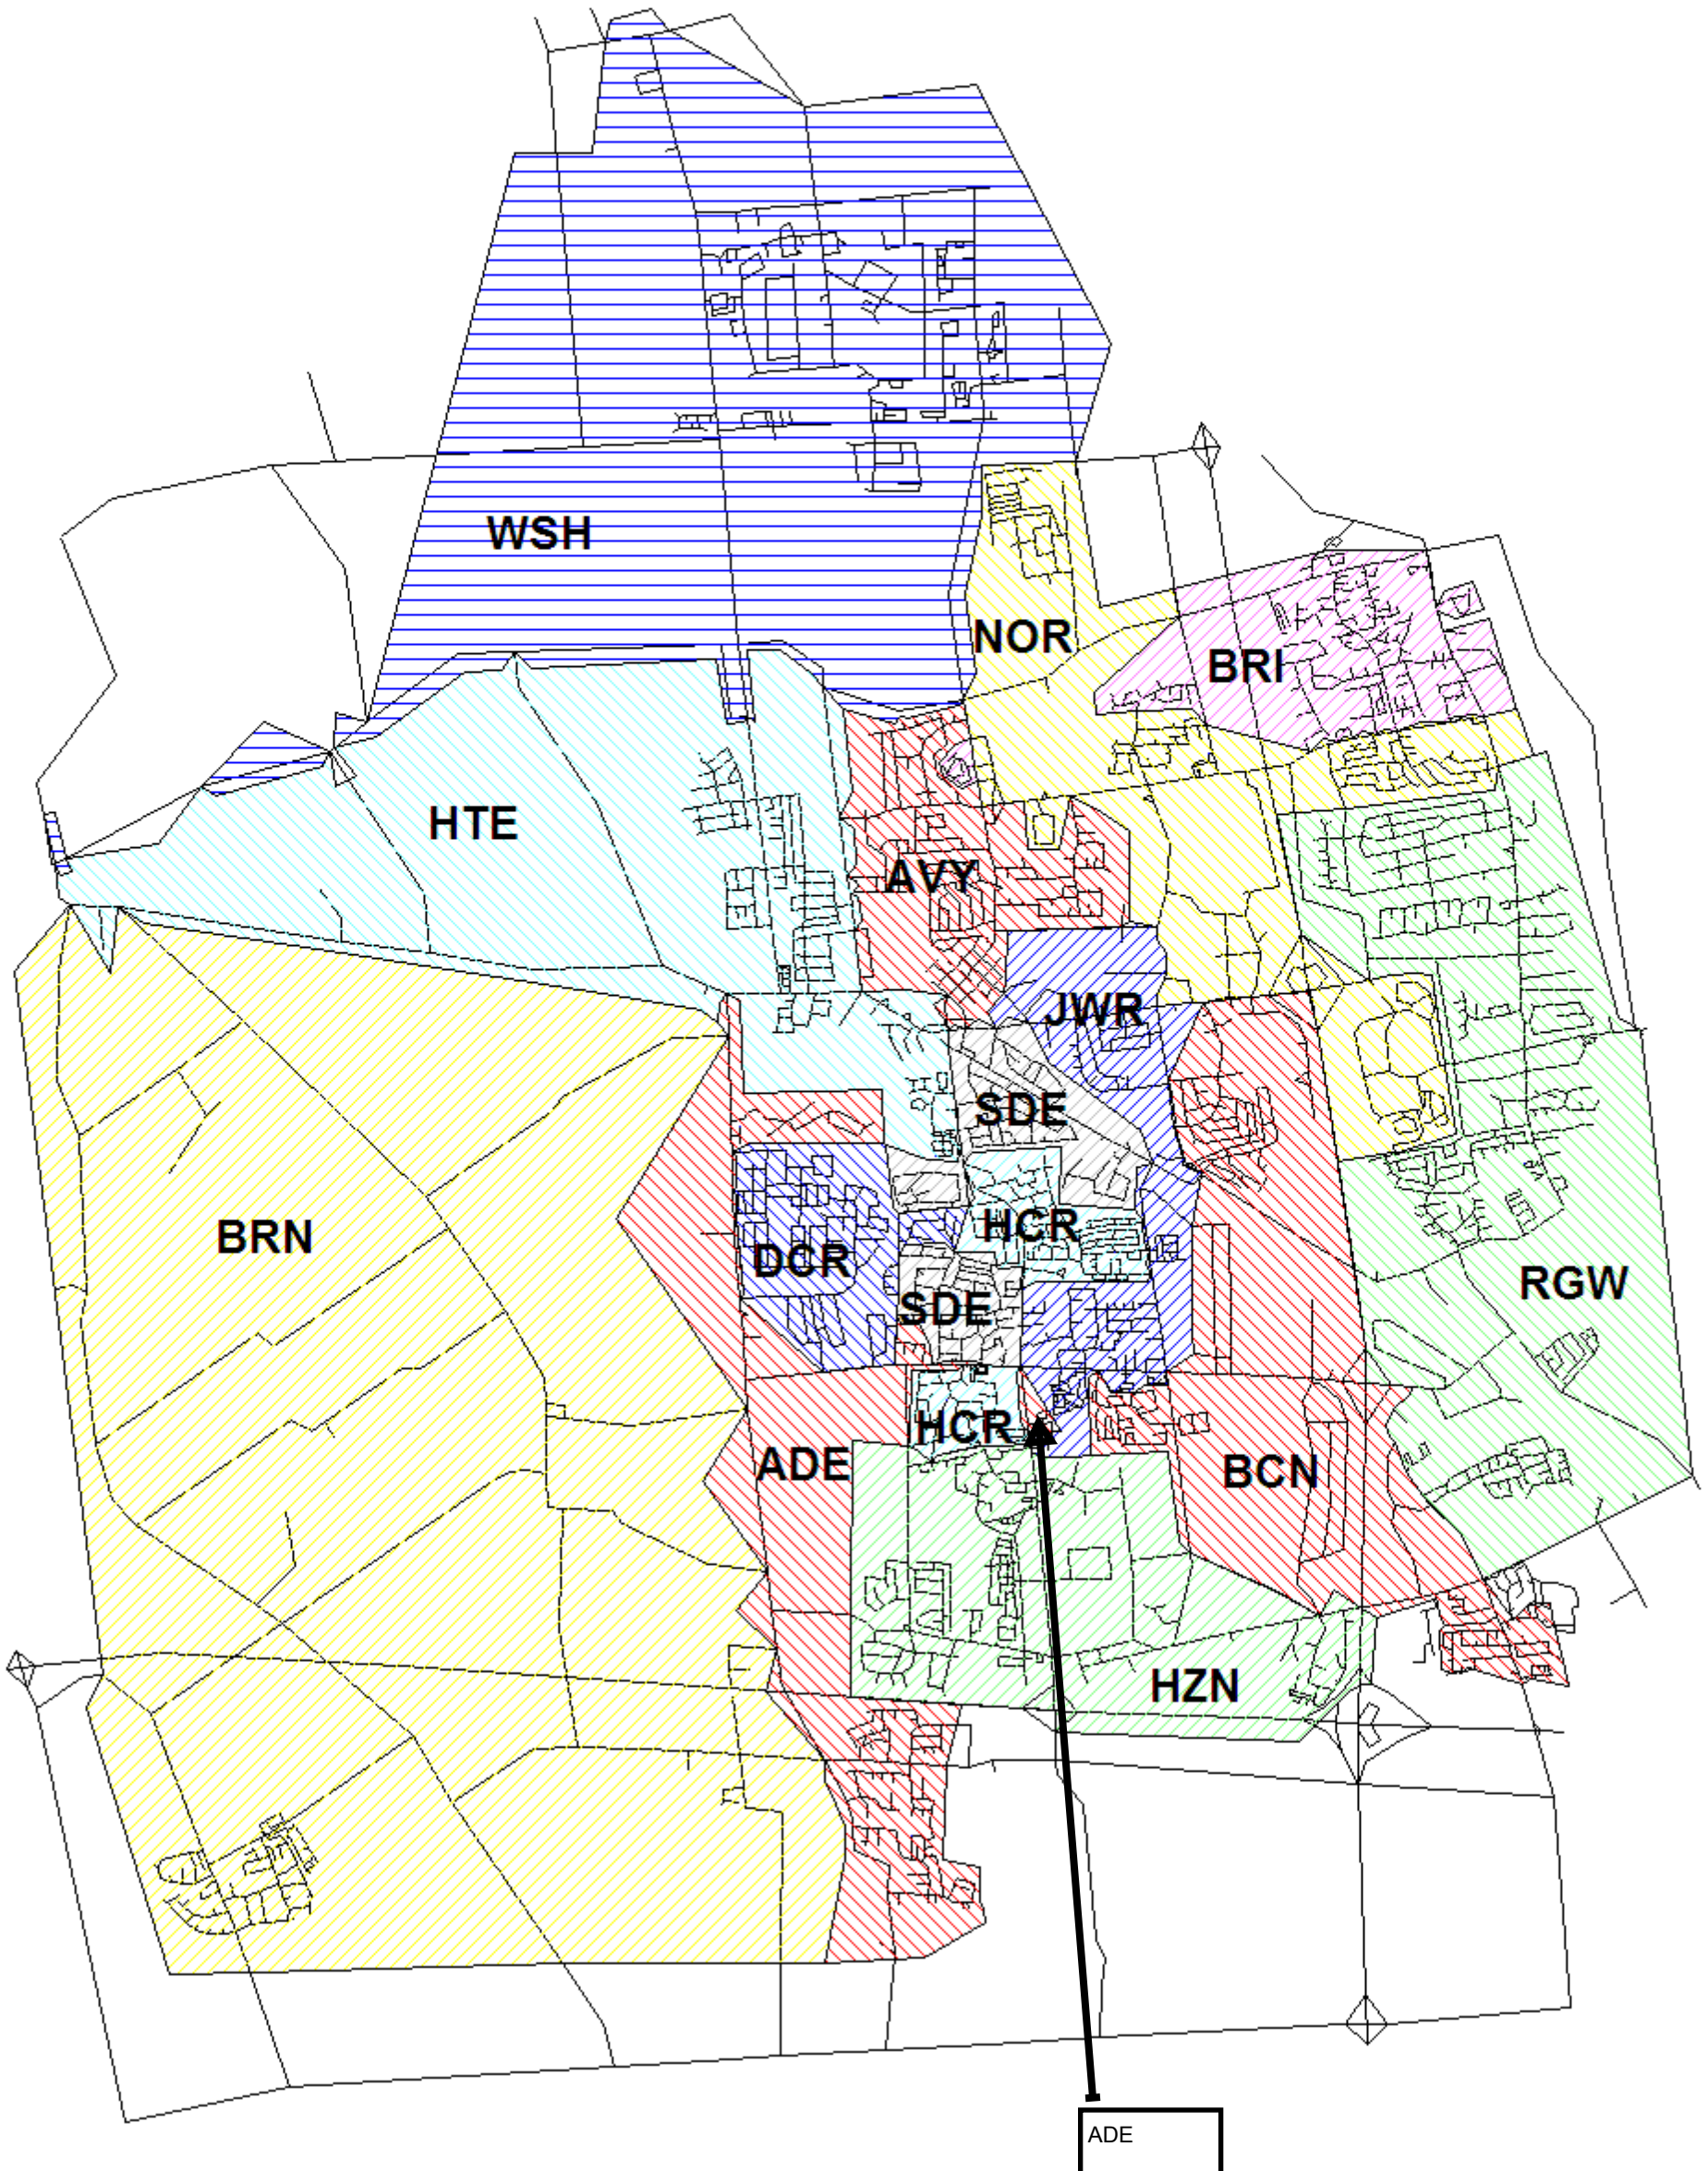 WSH
NOR
BRI
HTE
AVY
JWR
SDE
HCR
BRN
DCR
RGW
SDE
HCR
ADE
BCN
HZN
ADE